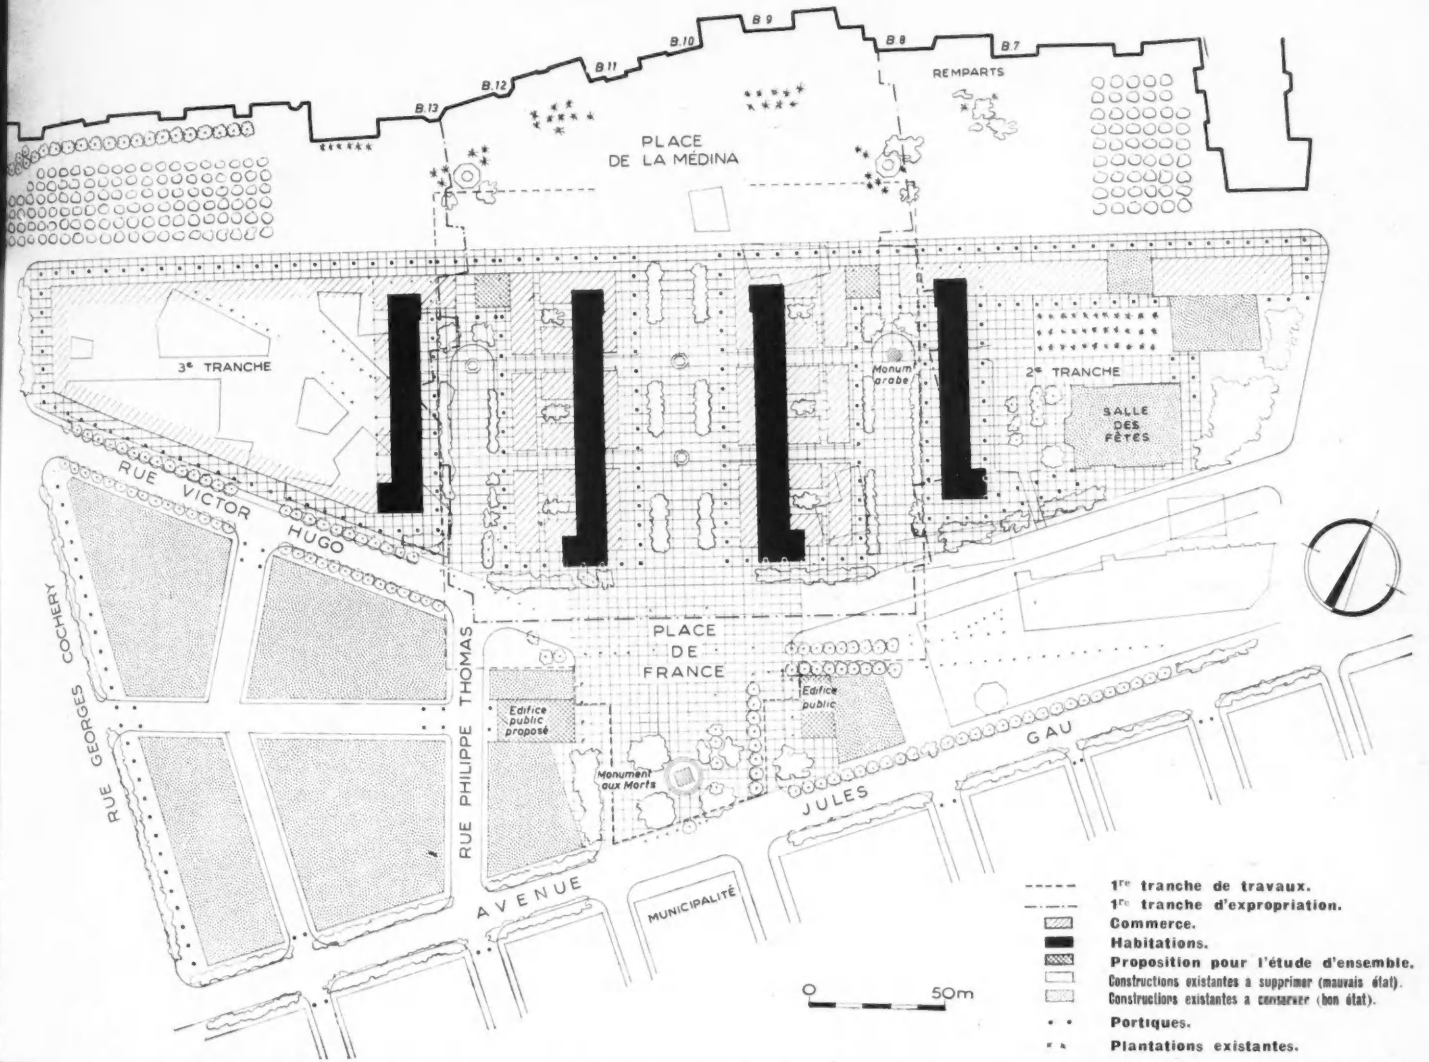 B 9
B.10
B 8
B.7
B.11
B.12
B.13
REMPARTS
PLACE
DE LA MÉDINA
3e TRANCHE
Monum
arabe
2e TRANCHE
SALLE
DES
FÊTES
RUE VICTOR HUGO
RUE GEORGES COCHERY
RUE PHILIPPE THOMAS
PLACE
DE
FRANCE
Edifice
public
proposé
Edifice
public
Monument
aux Morts
AVENUE JULES GAU
MUNICIPALITÉ
0 50m
1re tranche de travaux.
1re tranche d'expropriation.
Commerce.
Habitations.
Proposition pour l'étude d'ensemble.
Constructions existantes à supprimer (mauvais état).
Constructions existantes a conserver (bon état).
Portiques.
Plantations existantes.